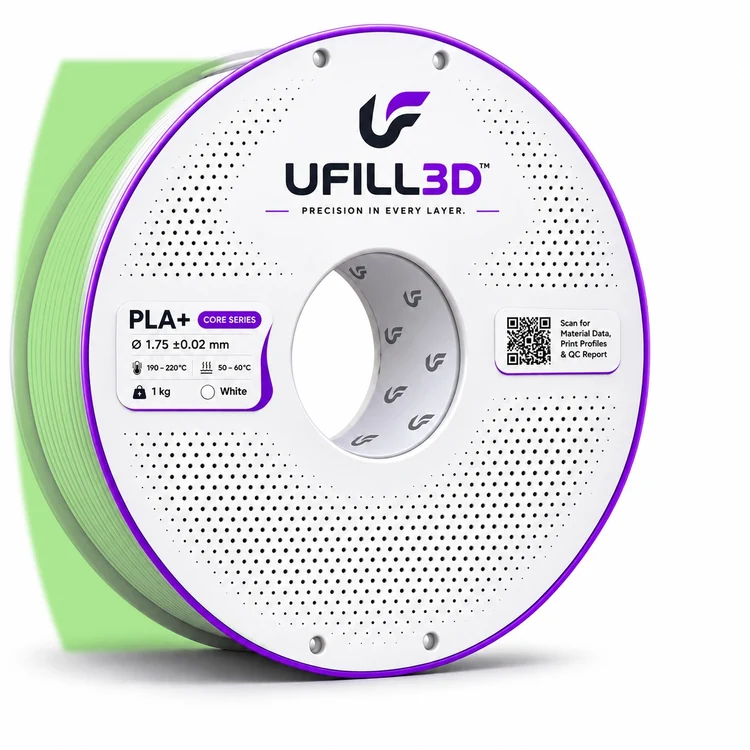 UFILL3D™
PRECISION IN EVERY LAYER.
PLA+ CORE SERIES
Ø 1.75 ±0.02 mm
190 – 220°C 50 – 60°C
1 kg White
Scan for
Material Data,
Print Profiles
& QC Report